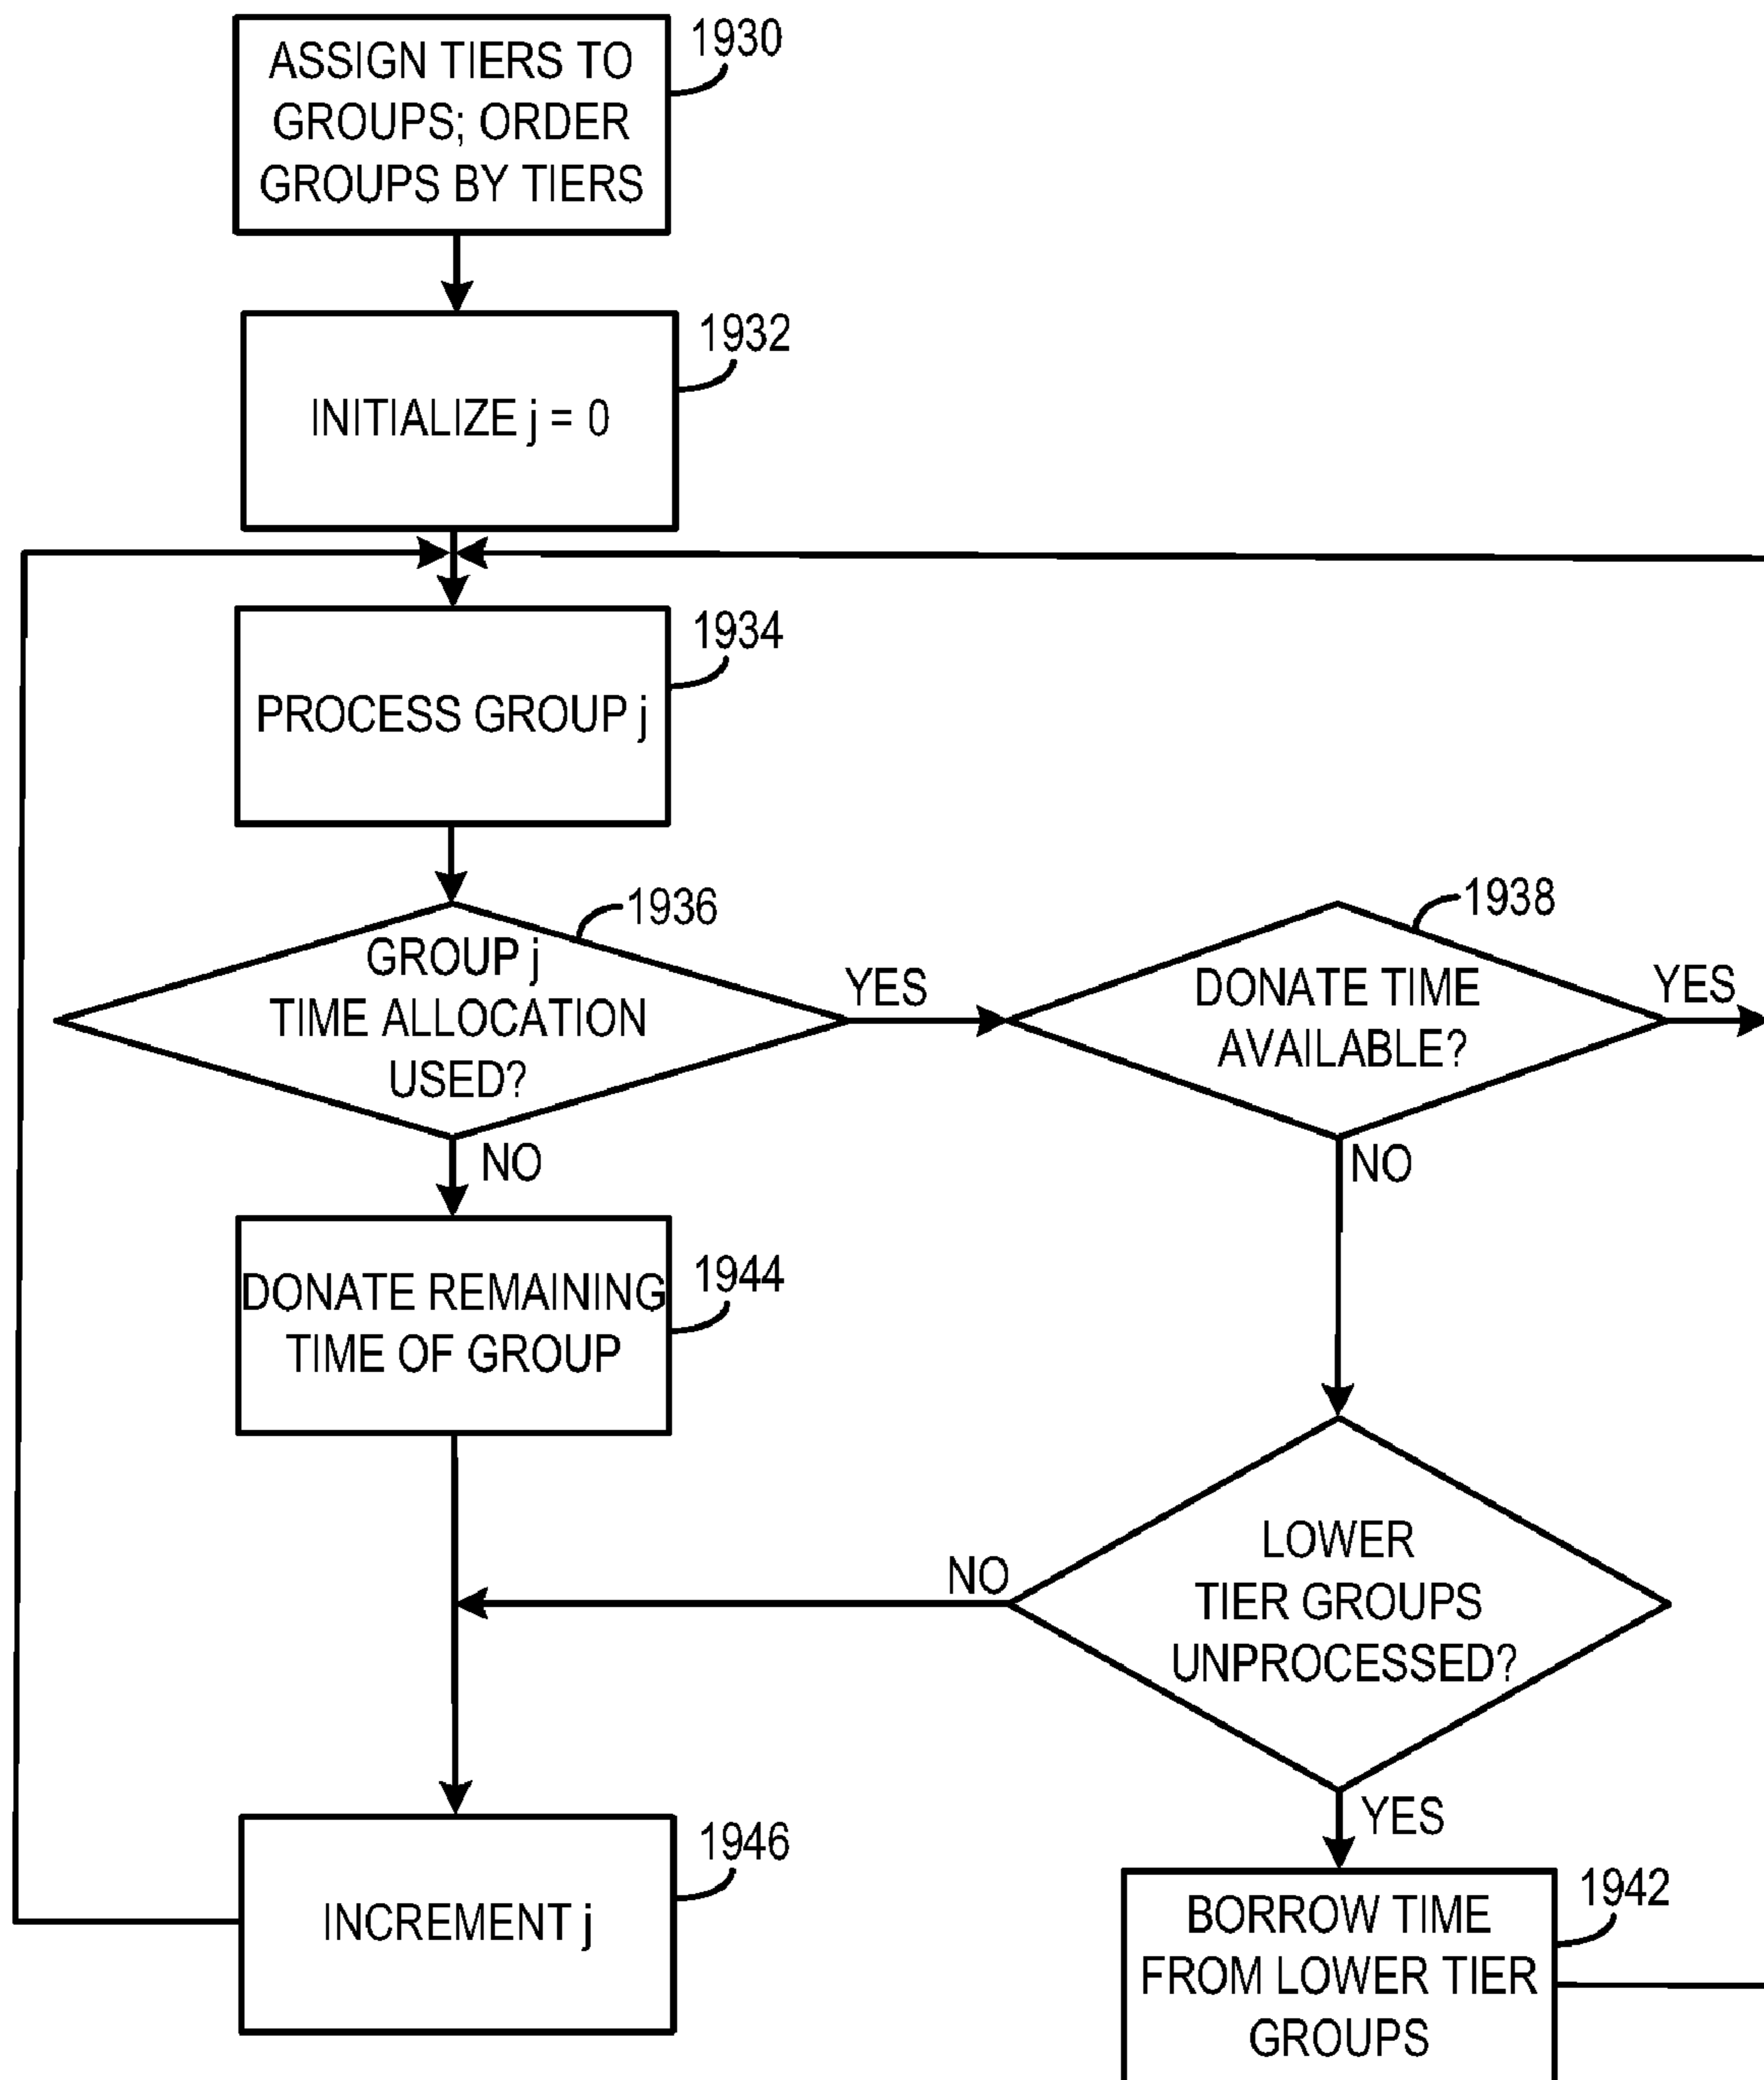 ASSIGN TIERS TO
GROUPS; ORDER
GROUPS BY TIERS
1930
INITIALIZE j = 0
1932
PROCESS GROUP j
1934
GROUP j
TIME ALLOCATION
USED?
1936
YES
DONATE TIME
AVAILABLE?
1938
YES
NO
NO
DONATE REMAINING
TIME OF GROUP
1944
LOWER
TIER GROUPS
UNPROCESSED?
NO
YES
INCREMENT j
1946
BORROW TIME
FROM LOWER TIER
GROUPS
1942